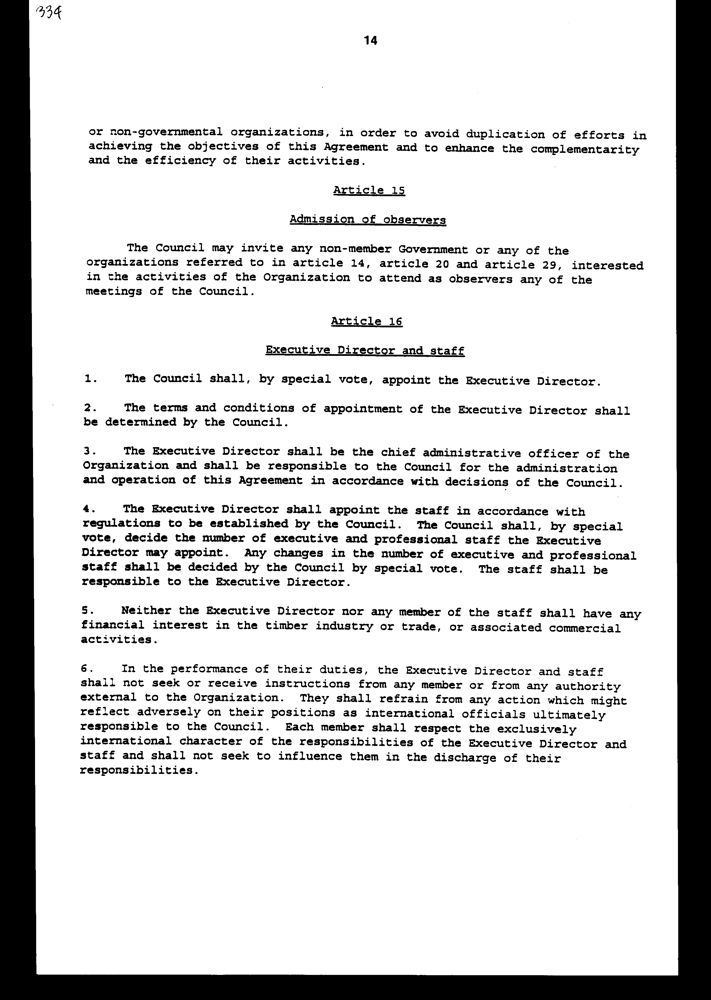 334
14
or non-governmental organizations, in order to avoid duplication of efforts in
achieving the objectives of this Agreement and to enhance the complementarity
and the efficiency of their activities.
Article 15
Admission of observers
The Council may invite any non-member Government or any of the
organizations referred to in article 14, article 20 and article 29, interested
in the activities of the Organization to attend as observers any of the
meetings of the Council.
Article 16
Executive Director and staff
1. The Council shall, by special vote, appoint the Executive Director.
2. The terms and conditions of appointment of the Executive Director shall
be determined by the Council.
3. The Executive Director shall be the chief administrative officer of the
Organization and shall be responsible to the Council for the administration
and operation of this Agreement in accordance with decisions of the Council.
4. The Executive Director shall appoint the staff in accordance with
regulations to be established by the Council. The Council shall, by special
vote, decide the number of executive and professional staff the Executive
Director may appoint. Any changes in the number of executive and professional
staff shall be decided by the Council by special vote. The staff shall be
responsible to the Executive Director.
5. Neither the Executive Director nor any member of the staff shall have any
financial interest in the timber industry or trade, or associated commercial
activities.
6. In the performance of their duties, the Executive Director and staff
shall not seek or receive instructions from any member or from any authority
external to the Organization. They shall refrain from any action which might
reflect adversely on their positions as international officials ultimately
responsible to the Council. Each member shall respect the exclusively
international character of the responsibilities of the Executive Director and
staff and shall not seek to influence them in the discharge of their
responsibilities.